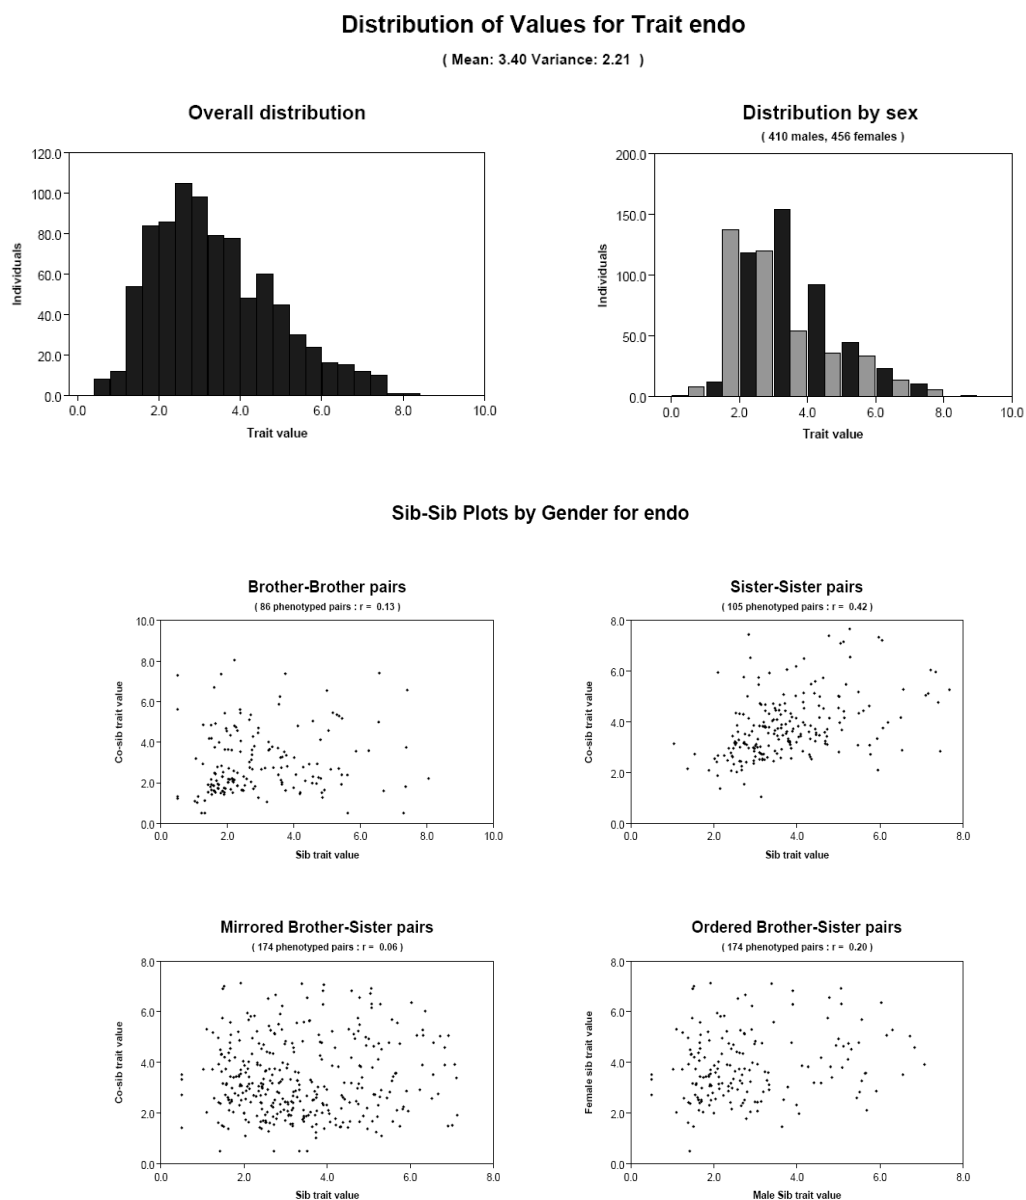 Distribution of Values for Trait endo
( Mean: 3.40 Variance: 2.21 )
Overall distribution
120.0
100.0
80.0
60.0
40.0
20.0
0.0
Individuals
0.0 2.0 4.0 6.0 8.0 10.0
Trait value
Distribution by sex
( 410 males, 456 females )
200.0
150.0
100.0
50.0
0.0
Individuals
0.0 2.0 4.0 6.0 8.0 10.0
Trait value
Sib-Sib Plots by Gender for endo
Brother-Brother pairs
( 86 phenotyped pairs : r = 0.13 )
10.0
8.0
6.0
4.0
2.0
0.0
Co-sib trait value
0.0 2.0 4.0 6.0 8.0 10.0
Sib trait value
Sister-Sister pairs
( 105 phenotyped pairs : r = 0.42 )
8.0
6.0
4.0
2.0
0.0
Co-sib trait value
0.0 2.0 4.0 6.0 8.0
Sib trait value
Mirrored Brother-Sister pairs
( 174 phenotyped pairs : r = 0.06 )
8.0
6.0
4.0
2.0
0.0
Co-sib trait value
0.0 2.0 4.0 6.0 8.0
Sib trait value
Ordered Brother-Sister pairs
( 174 phenotyped pairs : r = 0.20 )
8.0
6.0
4.0
2.0
0.0
Female sib trait value
0.0 2.0 4.0 6.0 8.0
Male Sib trait value